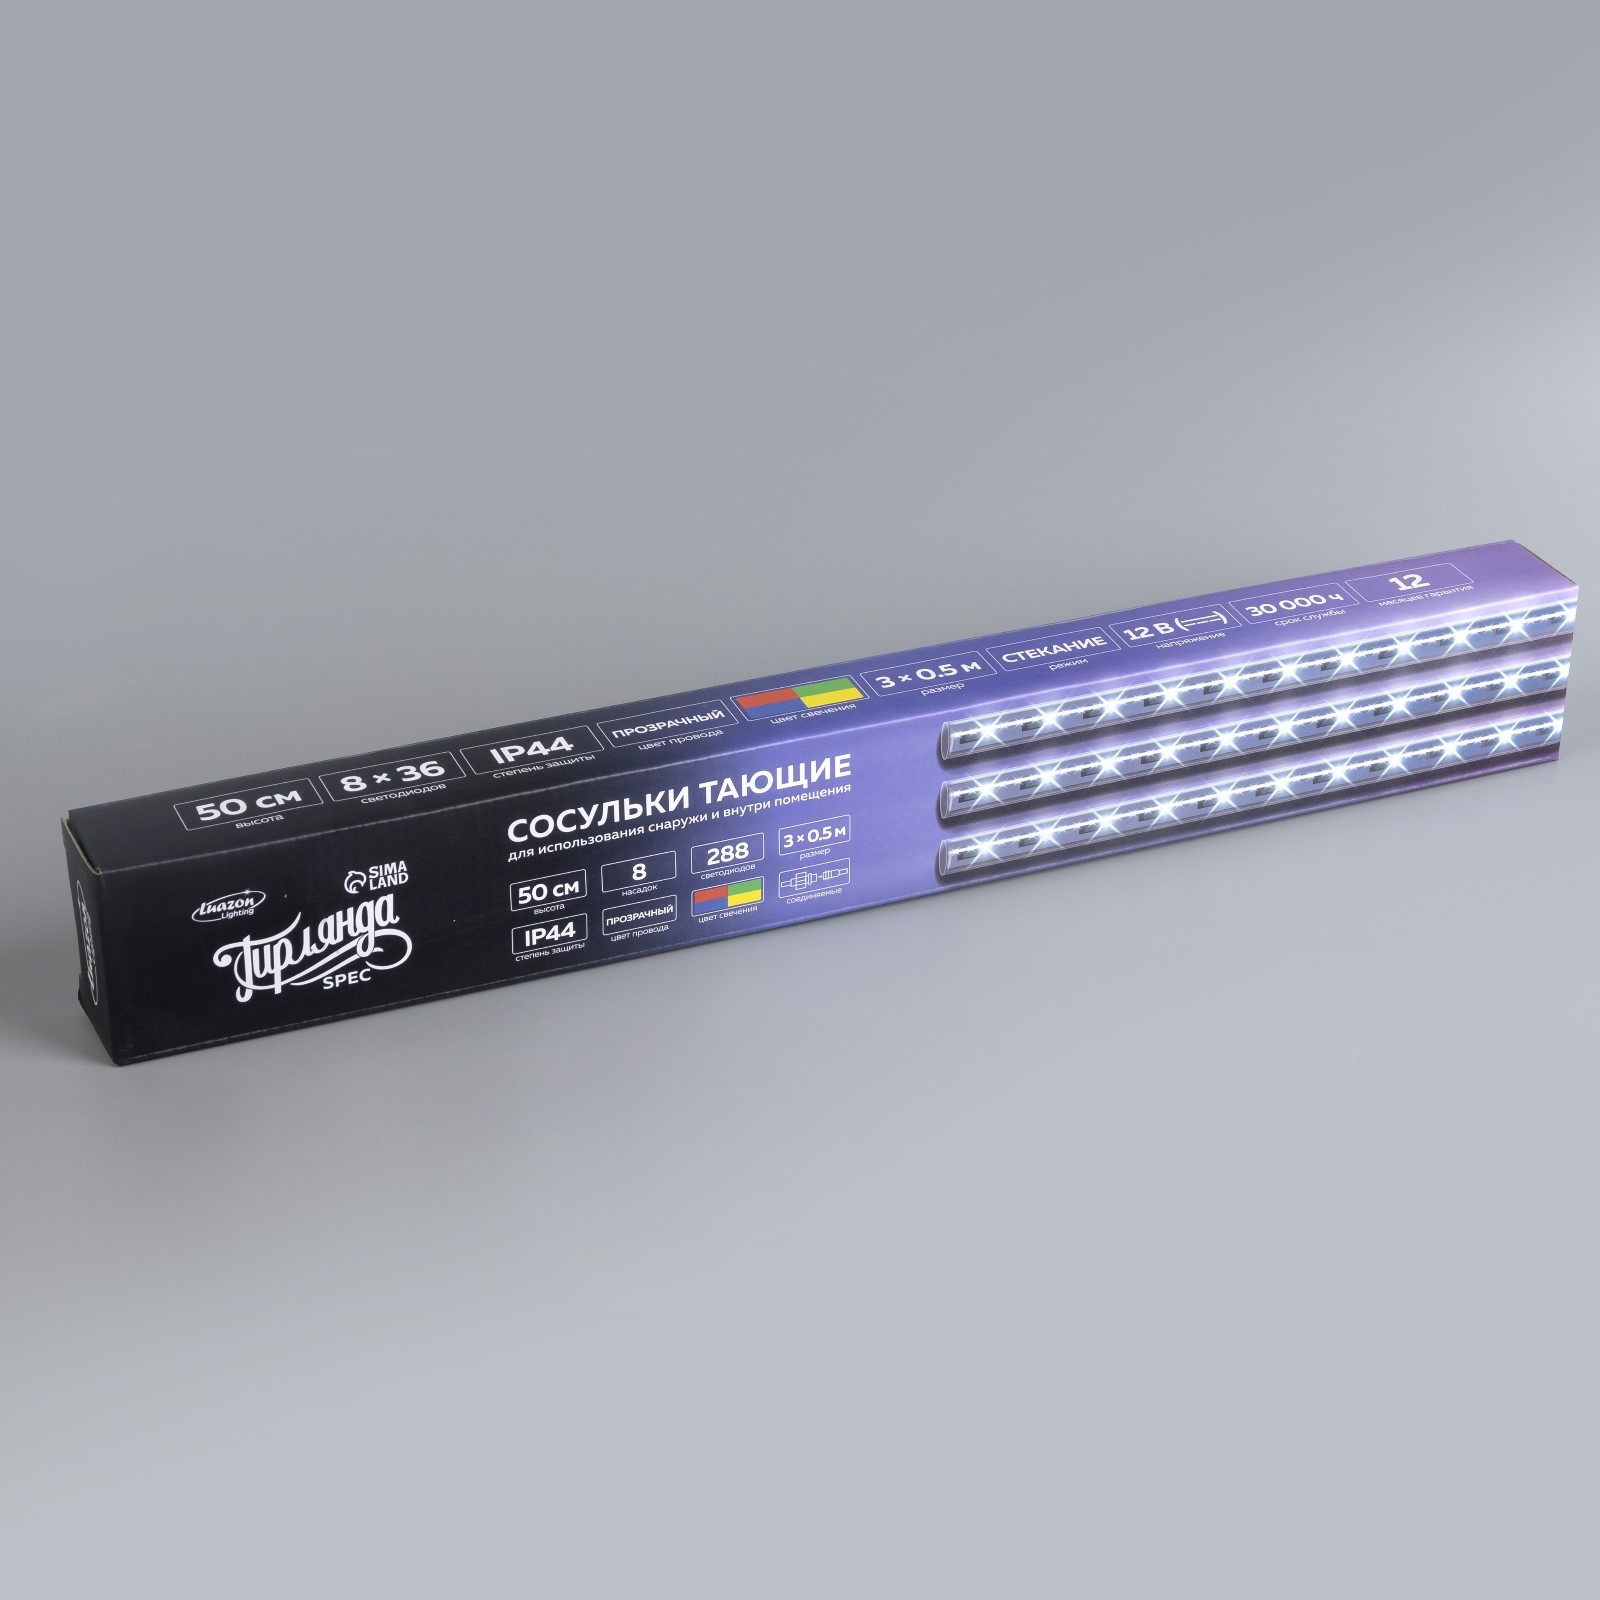 50 см
высота
8 × 36
светодиодов
IP44
степень защиты
ПРОЗРАЧНЫЙ
цвет провода
цвет свечения
3 × 0.5 м
размер
СТЕКАНИЕ
режим
12 В
напряжение
30 000 ч
срок службы
12
месяцев гарантия
Luazon
Lighting
SIMA
LAND
Гирлянда
SPEC
СОСУЛЬКИ ТАЮЩИЕ
для использования снаружи и внутри помещения
50 см
высота
8
насадок
288
светодиодов
3 × 0.5 м
размер
IP44
степень защиты
ПРОЗРАЧНЫЙ
цвет провода
цвет свечения
соединяемые